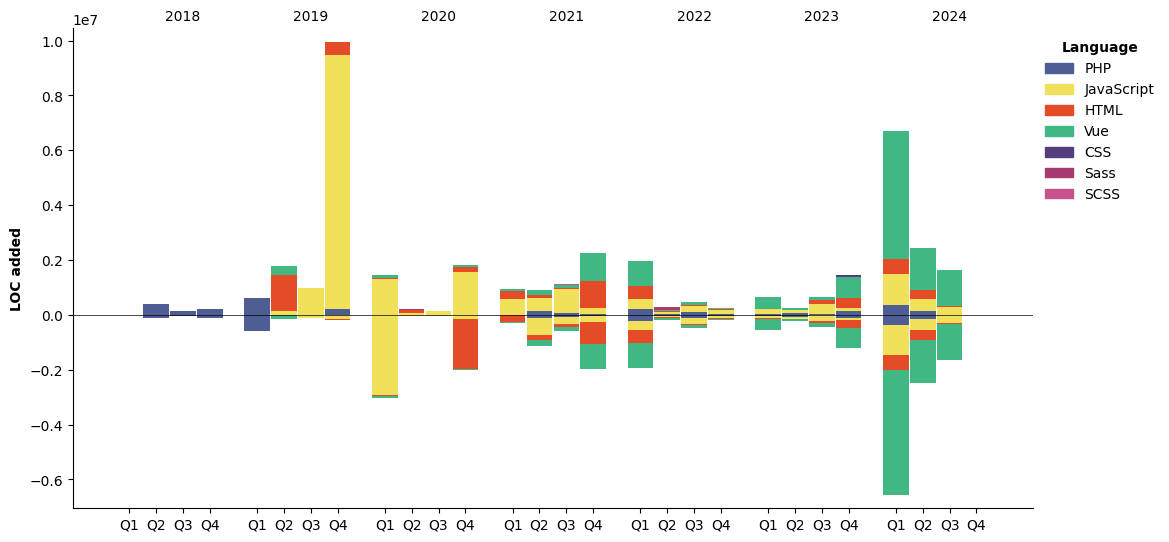 1e7
2018 2019 2020 2021 2022 2023 2024
1.0
0.8
0.6
0.4
0.2
0.0
−0.2
−0.4
−0.6
LOC added
Q1 Q2 Q3 Q4 Q1 Q2 Q3 Q4 Q1 Q2 Q3 Q4 Q1 Q2 Q3 Q4 Q1 Q2 Q3 Q4 Q1 Q2 Q3 Q4 Q1 Q2 Q3 Q4
Language
PHP
JavaScript
HTML
Vue
CSS
Sass
SCSS